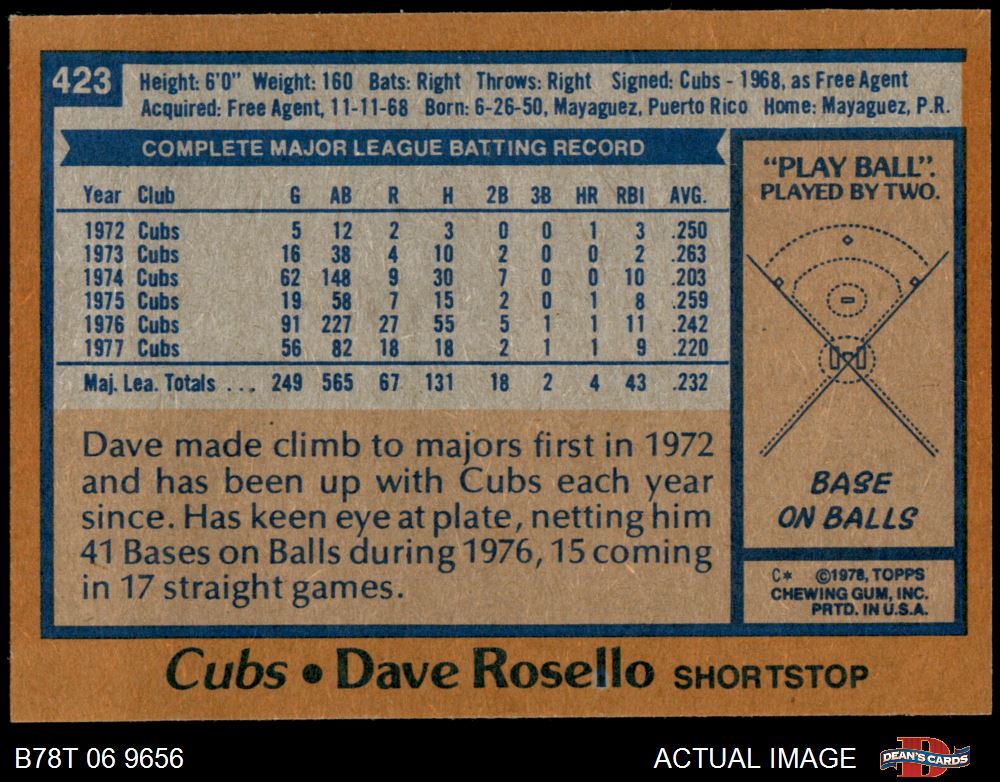 423
Height: 6'0" Weight: 160 Bats: Right Throws: Right Signed: Cubs - 1968, as Free Agent
Acquired: Free Agent, 11-11-68 Born: 6-26-50, Mayaguez, Puerto Rico Home: Mayaguez, P.R.
COMPLETE MAJOR LEAGUE BATTING RECORD
Year Club G AB R H 2B 3B HR RBI AVG.
1972 Cubs 5 12 2 3 0 0 1 3 .250
1973 Cubs 16 38 4 10 2 0 0 2 .263
1974 Cubs 62 148 9 30 7 0 0 10 .203
1975 Cubs 19 58 7 15 2 0 1 8 .259
1976 Cubs 91 227 27 55 5 1 1 11 .242
1977 Cubs 56 82 18 18 2 1 1 9 .220
Maj. Lea. Totals ... 249 565 67 131 18 2 4 43 .232
Dave made climb to majors first in 1972
and has been up with Cubs each year
since. Has keen eye at plate, netting him
41 Bases on Balls during 1976, 15 coming
in 17 straight games.
"PLAY BALL".
PLAYED BY TWO.
BASE
ON BALLS
C* ©1978, TOPPS
CHEWING GUM, INC.
PRTD. IN U.S.A.
Cubs • Dave Rosello SHORTSTOP
B78T 06 9656
ACTUAL IMAGE
DEAN'S CARDS